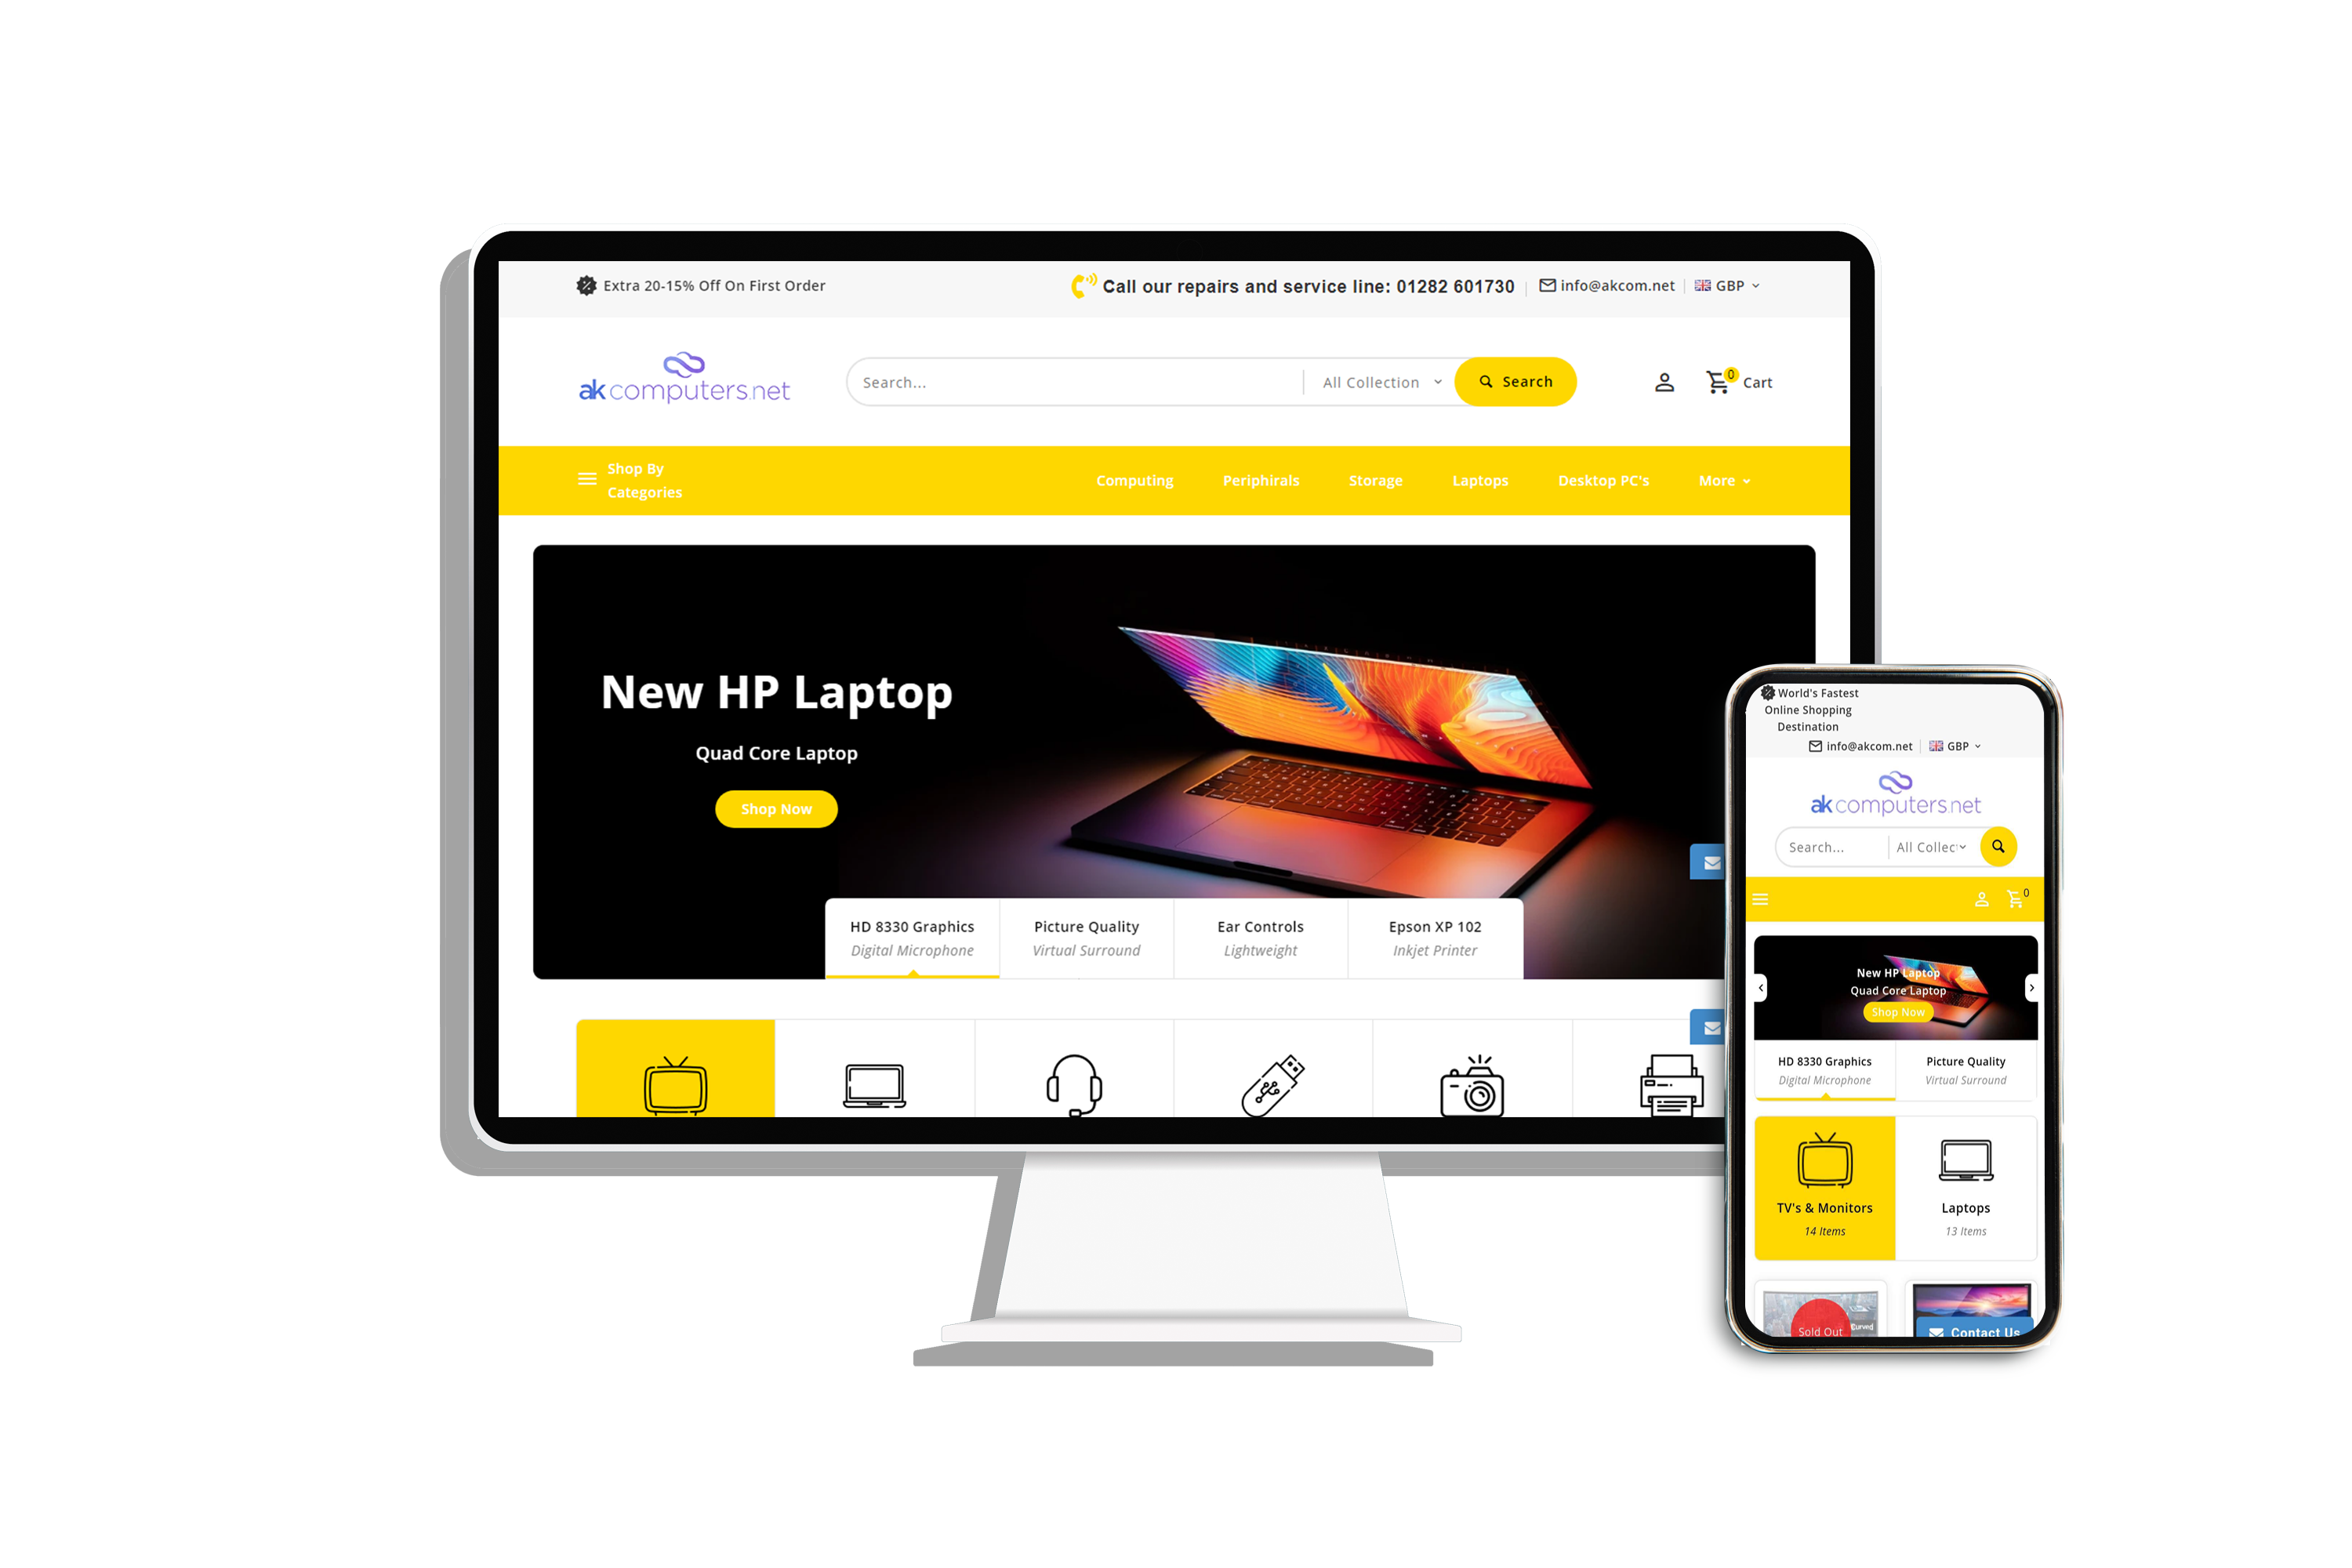 Extra 20-15% Off On First Order
Call our repairs and service line: 01282 601730
info@akcom.net
GBP
ak computers.net
Search...
All Collection
Search
0
Cart
Shop By
Categories
Computing
Periphirals
Storage
Laptops
Desktop PC's
More
New HP Laptop
Quad Core Laptop
Shop Now
HD 8330 Graphics
Digital Microphone
Picture Quality
Virtual Surround
Ear Controls
Lightweight
Epson XP 102
Inkjet Printer
World's Fastest
Online Shopping
Destination
info@akcom.net
GBP
ak computers.net
Search...
All Collec
0
New HP Laptop
Quad Core Laptop
Shop Now
HD 8330 Graphics
Digital Microphone
Picture Quality
Virtual Surround
TV's & Monitors
14 Items
Laptops
13 Items
Sold Out
Curved
Contact Us